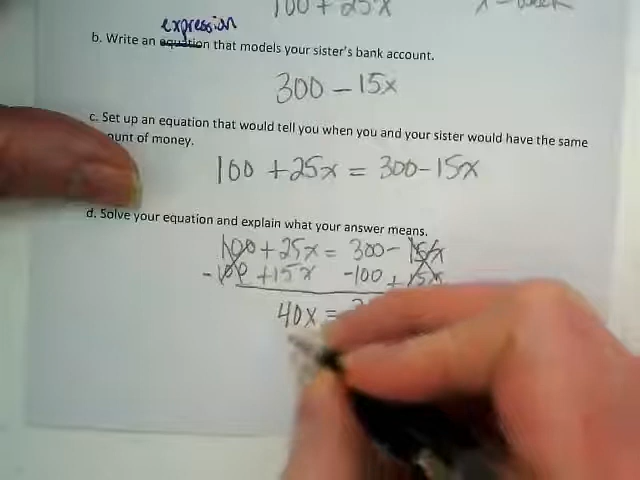 100 + 25x
expression
b. Write an equation that models your sister's bank account.
300 - 15x
c. Set up an equation that would tell you when you and your sister would have the same
ount of money.
100 + 25x = 300 - 15x
d. Solve your equation and explain what your answer means.
100 + 25x = 300 - 15x
- 100 + 15x - 100 + 15x
40x =